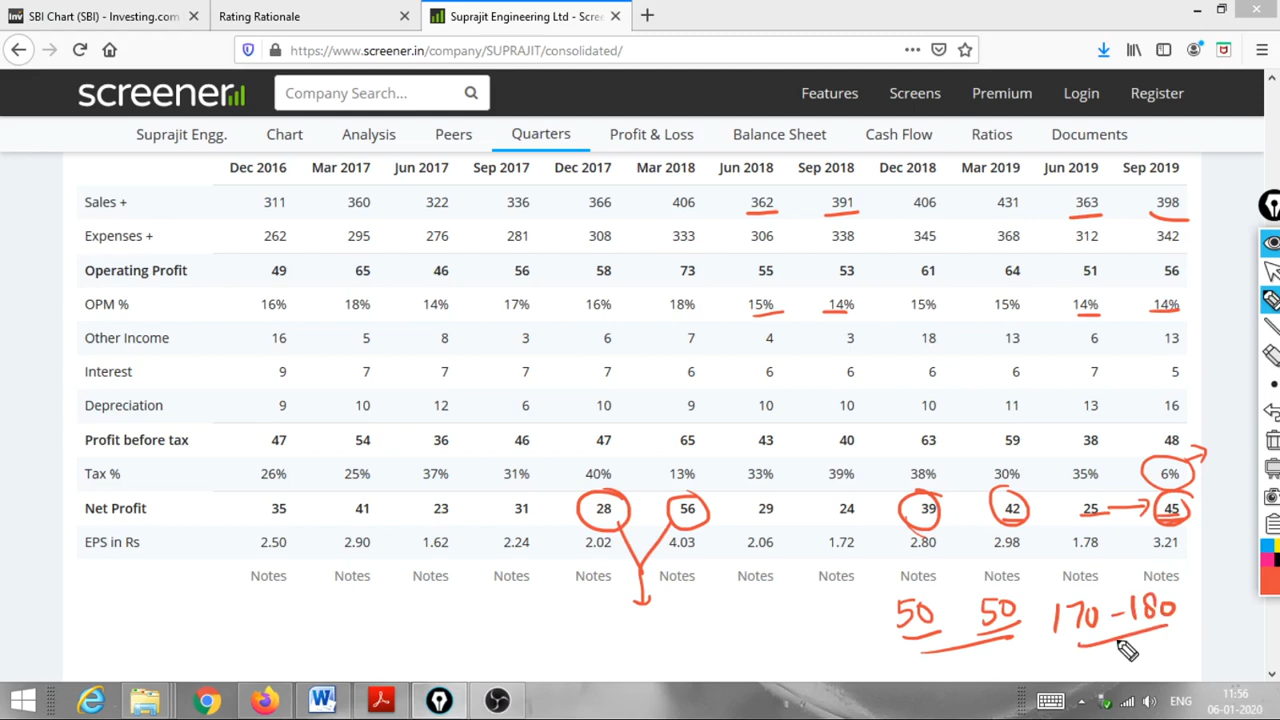 SBI Chart (SBI) - Investing.com
Rating Rationale
Suprajit Engineering Ltd - Scre
https://www.screener.in/company/SUPRAJIT/consolidated/
screener
Company Search...
Features Screens Premium Login Register
Suprajit Engg. Chart Analysis Peers Quarters Profit & Loss Balance Sheet Cash Flow Ratios Documents
Dec 2016 Mar 2017 Jun 2017 Sep 2017 Dec 2017 Mar 2018 Jun 2018 Sep 2018 Dec 2018 Mar 2019 Jun 2019 Sep 2019
Sales + 311 360 322 336 366 406 362 391 406 431 363 398
Expenses + 262 295 276 281 308 333 306 338 345 368 312 342
Operating Profit 49 65 46 56 58 73 55 53 61 64 51 56
OPM % 16% 18% 14% 17% 16% 18% 15% 14% 15% 15% 14% 14%
Other Income 16 5 8 3 6 7 4 3 18 13 6 13
Interest 9 7 7 7 7 6 6 6 6 6 7 5
Depreciation 9 10 12 6 10 9 10 10 10 11 13 16
Profit before tax 47 54 36 46 47 65 43 40 63 59 38 48
Tax % 26% 25% 37% 31% 40% 13% 33% 39% 38% 30% 35% 6%
Net Profit 35 41 23 31 28 56 29 24 39 42 25 45
EPS in Rs 2.50 2.90 1.62 2.24 2.02 4.03 2.06 1.72 2.80 2.98 1.78 3.21
Notes Notes Notes Notes Notes Notes Notes Notes Notes Notes Notes Notes
50 50 170-180
ENG
11:56
06-01-2020